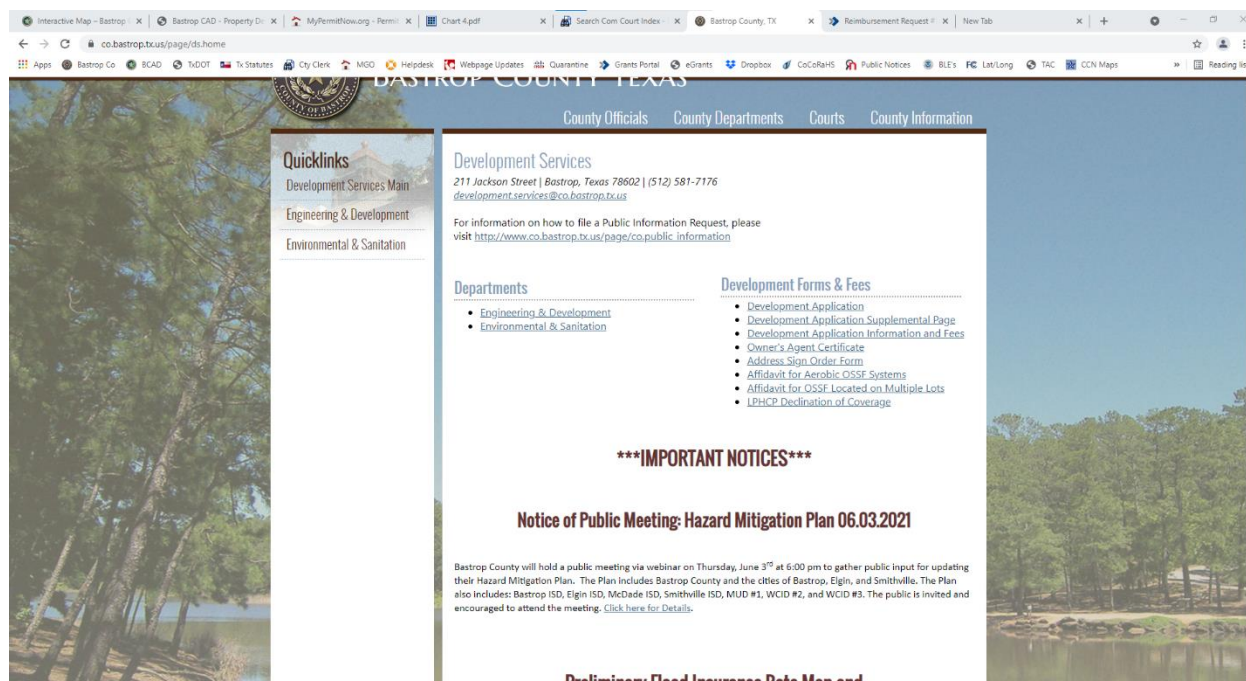 Interactive Map – Bastrop
Bastrop CAD - Property De
MyPermitNow.org - Permit
Chart 4.pdf
Search Com Court Index -
Bastrop County, TX
Reimbursement Request #
New Tab
co.bastrop.tx.us/page/ds.home
Apps Bastrop Co BCAD TxDOT Tx Statutes Cty Clerk MGO Helpdesk Webpage Updates Quarantine Grants Portal eGrants Dropbox CoCoRaHS Public Notices BLE's Lat/Long TAC CCN Maps » Reading lis
COUNTY OF BASTROP
BASTROP COUNTY TEXAS
County Officials County Departments Courts County Information
Quicklinks
Development Services Main
Engineering & Development
Environmental & Sanitation
Development Services
211 Jackson Street | Bastrop, Texas 78602 | (512) 581-7176
development.services@co.bastrop.tx.us
For information on how to file a Public Information Request, please
visit http://www.co.bastrop.tx.us/page/co.public_information
Departments
• Engineering & Development
• Environmental & Sanitation
Development Forms & Fees
• Development Application
• Development Application Supplemental Page
• Development Application Information and Fees
• Owner's Agent Certificate
• Address Sign Order Form
• Affidavit for Aerobic OSSF Systems
• Affidavit for OSSF Located on Multiple Lots
• LPHCP Declination of Coverage
***IMPORTANT NOTICES***
Notice of Public Meeting: Hazard Mitigation Plan 06.03.2021
Bastrop County will hold a public meeting via webinar on Thursday, June 3rd at 6:00 pm to gather public input for updating
their Hazard Mitigation Plan. The Plan includes Bastrop County and the cities of Bastrop, Elgin, and Smithville. The Plan
also includes: Bastrop ISD, Elgin ISD, McDade ISD, Smithville ISD, MUD #1, WCID #2, and WCID #3. The public is invited and
encouraged to attend the meeting. Click here for Details.
Preliminary Flood Insurance Rate Map and